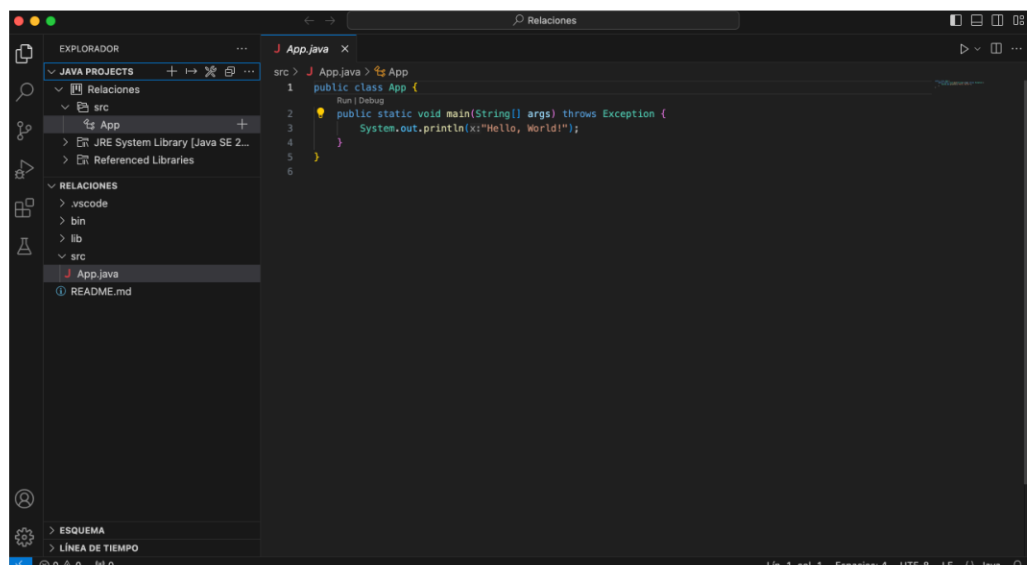 Relaciones
EXPLORADOR
JAVA PROJECTS
Relaciones
src
App
JRE System Library [Java SE 2...
Referenced Libraries
RELACIONES
.vscode
bin
lib
src
J App.java
README.md
ESQUEMA
LÍNEA DE TIEMPO
J App.java
src > J App.java > App
1 public class App {
Run | Debug
2 public static void main(String[] args) throws Exception {
3 System.out.println(x:"Hello, World!");
4 }
5 }
6